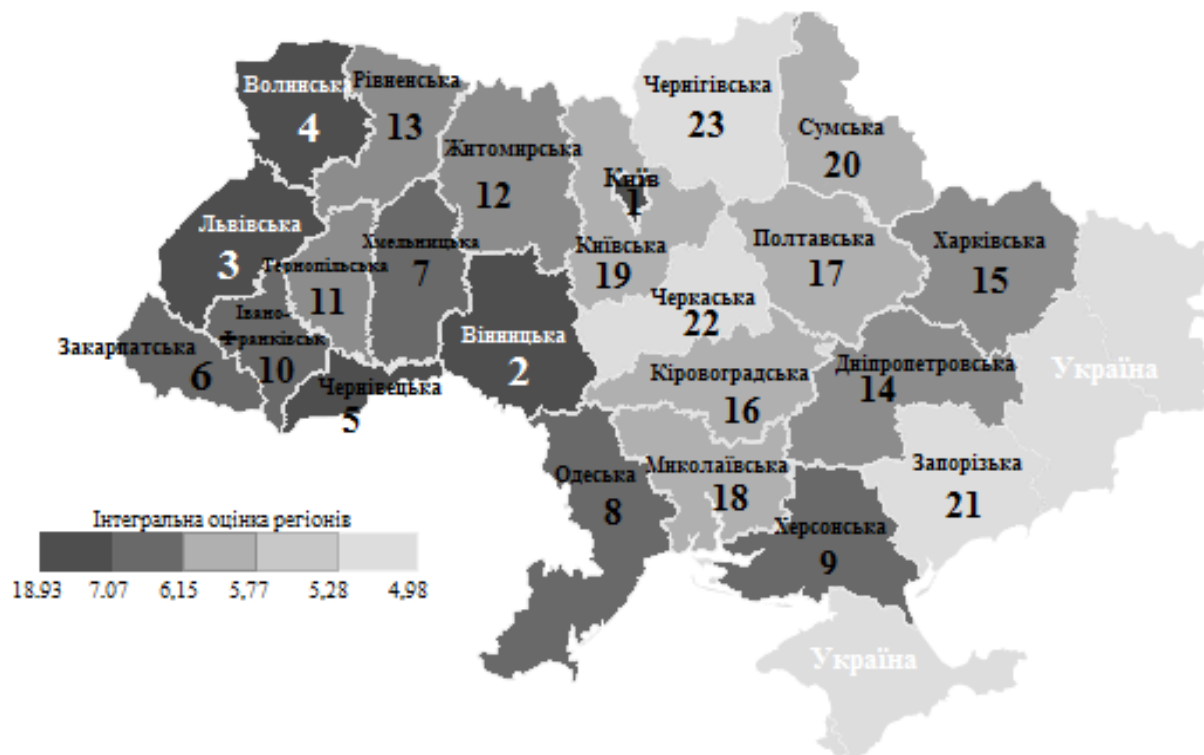 Волинська
4
Рівненська
13
Житомирська
12
Чернігівська
23
Сумська
20
Київ
1
Київська
19
Львівська
3
Тернопільська
11
Хмельницька
7
Полтавська
17
Харківська
15
Черкаська
22
Вінницька
2
Івано-
Франківськ
10
Закарпатська
6
Чернівецька
5
Кіровоградська
16
Дніпропетровська
14
Україна
Одеська
8
Миколаївська
18
Запорізька
21
Херсонська
9
Україна
Інтегральна оцінка регіонів
18.93 7.07 6,15 5,77 5,28 4,98